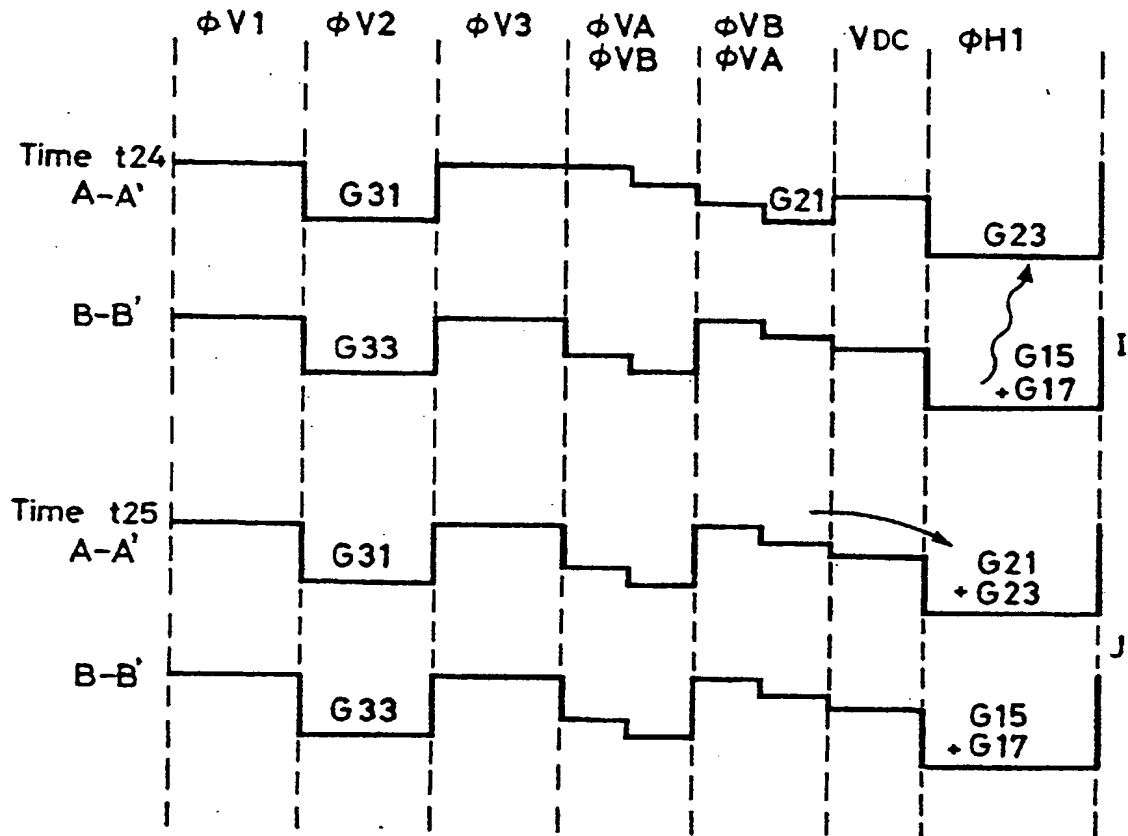 ΦV1 ΦV2 ΦV3 ΦVA ΦVB VDC ΦH1
ΦVB ΦVA
Time t24
A-A'
G31 G21 G23
B-B'
G33 G15
+G17
I
Time t25
A-A'
G31 G21
+G23
J
B-B'
G33 G15
+G17